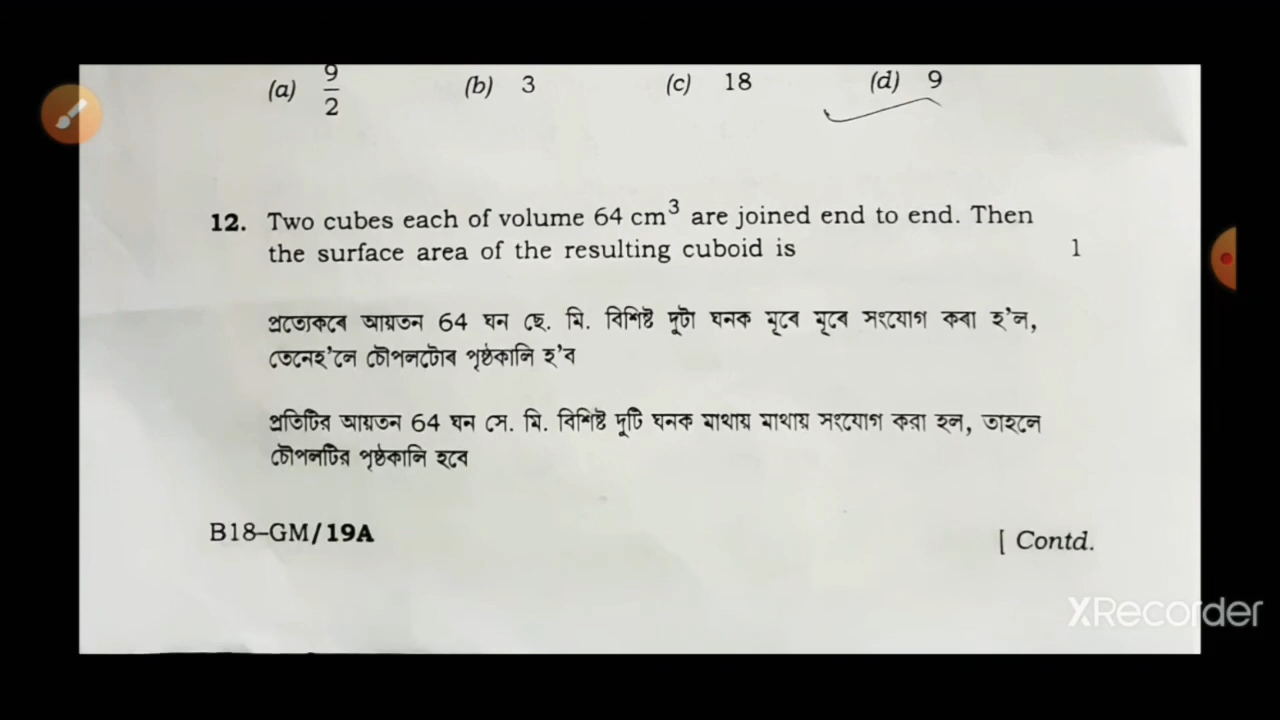 (a) 9/2 (b) 3 (c) 18 (d) 9
12. Two cubes each of volume 64 cm³ are joined end to end. Then
the surface area of the resulting cuboid is 1
প্ৰত্যেকৰে আয়তন 64 ঘন ছে. মি. বিশিষ্ট দুটা ঘনক মূৰে মূৰে সংযোগ কৰা হ’ল,
তেনেহ’লে চৌপলটোৰ পৃষ্ঠকালি হ’ব
প্রতিটির আয়তন 64 ঘন সে. মি. বিশিষ্ট দুটি ঘনক মাথায় মাথায় সংযোগ করা হল, তাহলে
চৌপলটির পৃষ্ঠকালি হবে
B18–GM/19A [ Contd.
XRecorder